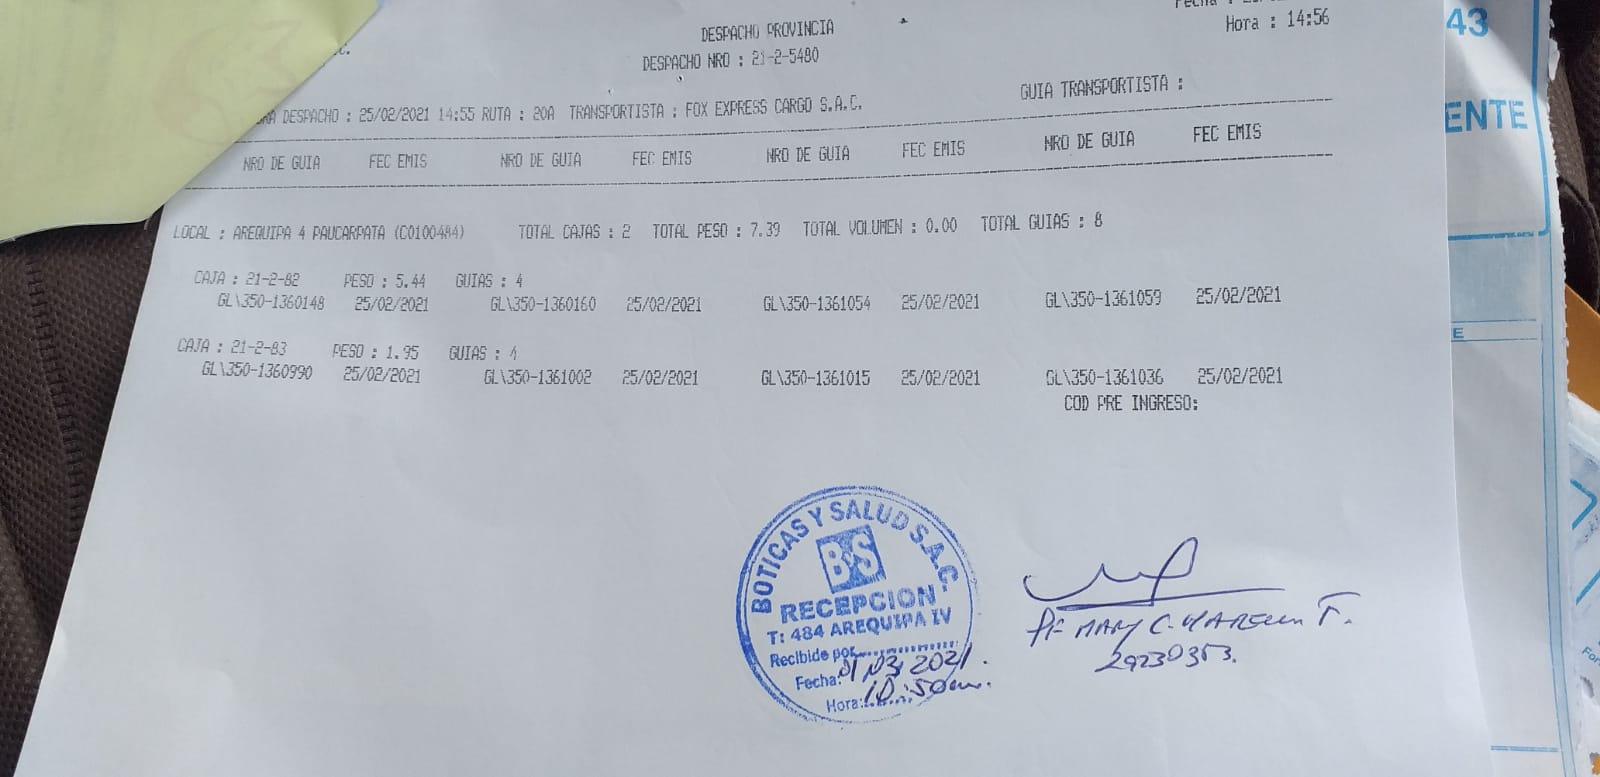 DESPACHO PROVINCIA
Hora : 14:56
DESPACHO NRO : 21-2-5480
GUIA TRANSPORTISTA :
DESPACHO : 25/02/2021 14:55 RUTA : 20A TRANSPORTISTA : FOX EXPRESS CARGO S.A.C.
NRO DE GUIA FEC EMIS NRO DE GUIA FEC EMIS NRO DE GUIA FEC EMIS NRO DE GUIA FEC EMIS
LOCAL : AREQUIPA 4 PAUCARPATA (C0100484) TOTAL CAJAS : 2 TOTAL PESO : 7.39 TOTAL VOLUMEN : 0.00 TOTAL GUIAS : 8
CAJA : 21-2-82 PESO : 5.44 GUIAS : 4
GL\350-1360148 25/02/2021 GL\350-1360160 25/02/2021 GL\350-1361054 25/02/2021 GL\350-1361059 25/02/2021
CAJA : 21-2-83 PESO : 1.95 GUIAS : 4
GL\350-1360990 25/02/2021 GL\350-1361002 25/02/2021 GL\350-1361015 25/02/2021 GL\350-1361036 25/02/2021
COD PRE INGRESO:
BOTICAS Y SALUD S.A.C.
B&S
RECEPCION
T: 484 AREQUIPA IV
Recibido por
Fecha: 01/03/2021.
Hora: 10:50am.
MARY C.
29230353.
43
ENTE
E